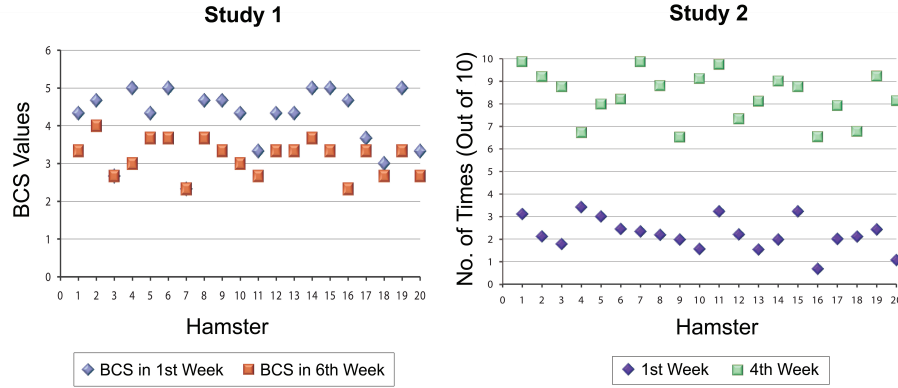 Study 1
BCS Values
6
5
4
3
2
1
0
0 1 2 3 4 5 6 7 8 9 10 11 12 13 14 15 16 17 18 19 20
Hamster
BCS in 1st Week BCS in 6th Week
Study 2
No. of Times (Out of 10)
10
9
8
7
6
5
4
3
2
1
0
0 1 2 3 4 5 6 7 8 9 10 11 12 13 14 15 16 17 18 19 20
Hamster
1st Week 4th Week